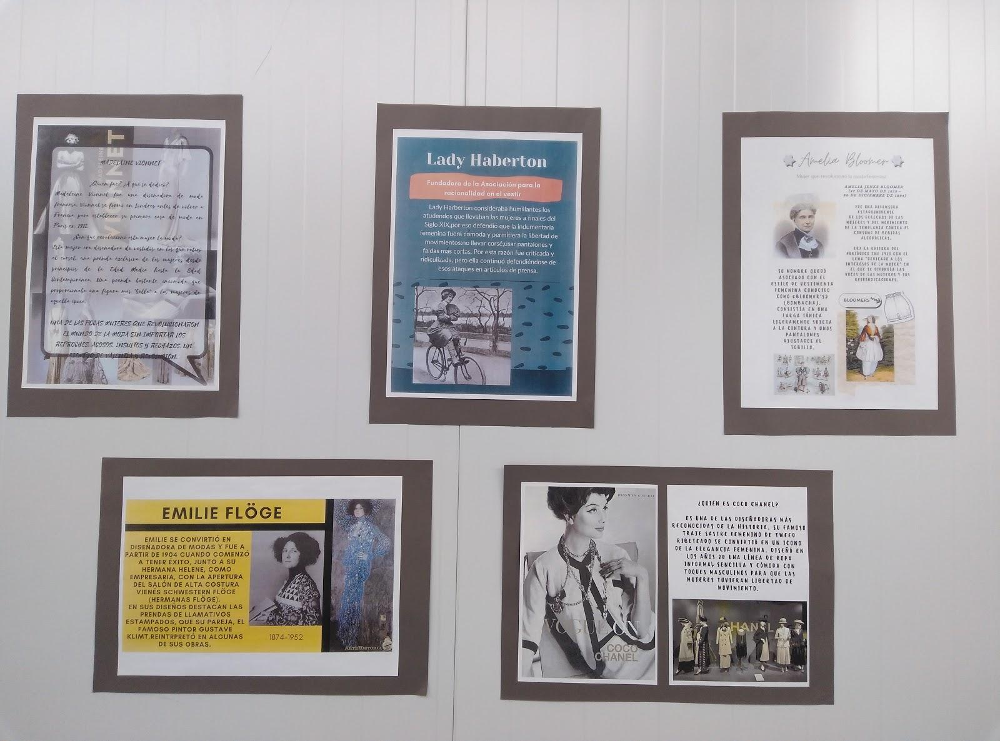 VIONNET
MADELAINE VIONNET
¿Quién fue? ¿A qué se dedicó?
Madeleine Vionnet fue una diseñadora de moda
francesa. Vionnet se formó en Londres antes de volver a
Francia para establecer su primera casa de moda en
París en 1912.
¿Con qué revolucionó esta mujer la moda?
Esta mujer era diseñadora de vestidos en los que retiró
el corsel, una prenda exclusiva de las mujeres desde
principios de la Edad Media hasta la Edad
Contemporánea. Una prenda bastante incómoda que
proporcionaba una figura más "bella" a las mujeres de
aquella época.
UNA DE LAS POCAS MUJERES QUE REVOLUCIONARON
EL MUNDO DE LA MODA SIN IMPORTAR LOS
REPROCHES, ACOSOS, INSULTOS Y RECHAZOS. UN
EJEMPLO DE VALENTIA Y REVOLUCIÓN.
Lady Haberton
Fundadora de la Asociación para la
racionalidad en el vestir
Lady Harberton consideraba humillantes los
atudendos que llevaban las mujeres a finales del
Siglo XIX,por eso defendió que la indumentaria
femenina fuera cómoda y permitiera la libertad de
movimientos:no llevar corsé,usar pantalones y
faldas mas cortas. Por esta razón fue criticada y
ridiculizada, pero ella continuó defendiéndose de
esos ataques en artículos de prensa.
Amelia Bloomer
Mujer que revolucionó la moda femenina
AMELIA JENKS BLOOMER
(27 DE MAYO DE 1818 -
30 DE DICIEMBRE DE 1894)
FUE UNA DEFENSORA
ESTADOUNIDENSE
DE LOS DERECHOS DE LAS
MUJERES Y DEL MOVIMIENTO
DE LA TEMPLANZA CONTRA EL
CONSUMO DE BEBIDAS
ALCOHÓLICAS.
ERA LA EDITORA DEL
PERIÓDICO THE LYLI CON EL
LEMA "DEDICADO A LOS
INTERESES DE LA MUJER" EN
EL QUE SE DIFUNDÍA LAS
VOCES DE LAS MUJERES Y SUS
REIVINDICACIONES.
SU NOMBRE QUEDÓ
ASOCIADO CON EL
ESTILO DE VESTIMENTA
FEMENINA CONOCIDO
COMO «BLOOMER'S»
(BOMBACHA).
CONSISTÍA EN UNA
LARGA TÚNICA
LIGERAMENTE SUJETA
A LA CINTURA Y UNOS
PANTALONES
AJUSTADOS AL
TOBILLO.
BLOOMERS
EMILIE FLÖGE
EMILIE SE CONVIRTIÓ EN
DISEÑADORA DE MODAS Y FUE A
PARTIR DE 1904 CUANDO COMENZÓ
A TENER ÉXITO, JUNTO A SU
HERMANA HELENE, COMO
EMPRESARIA, CON LA APERTURA
DEL SALÓN DE ALTA COSTURA
VIENÉS SCHWESTERN FLÖGE
(HERMANAS FLÖGE).
EN SUS DISEÑOS DESTACAN LAS
PRENDAS DE LLAMATIVOS
ESTAMPADOS, QUE SU PAREJA, EL
FAMOSO PINTOR GUSTAVE
KLIMT,REINTRPRETÓ EN ALGUNAS
DE SUS OBRAS.
1874-1952
ARTEHISTORIA
BRONWYN COSGRAVE
VOGUE ON
COCO
CHANEL
¿QUIÉN ES COCO CHANEL?
ES UNA DE LAS DISEÑADORAS MÁS
RECONOCIDAS DE LA HISTORIA. SU FAMOSO
TRAJE SASTRE FEMENINO DE TWEED
RIBETEADO SE CONVIRTIÓ EN UN ICONO
DE LA ELEGANCIA FEMENINA. DISEÑÓ EN
LOS AÑOS 20 UNA LÍNEA DE ROPA
INFORMAL, SENCILLA Y CÓMODA CON
TOQUES MASCULINOS PARA QUE LAS
MUJERES TUVIERAN LIBERTAD DE
MOVIMIENTO.
CHANEL